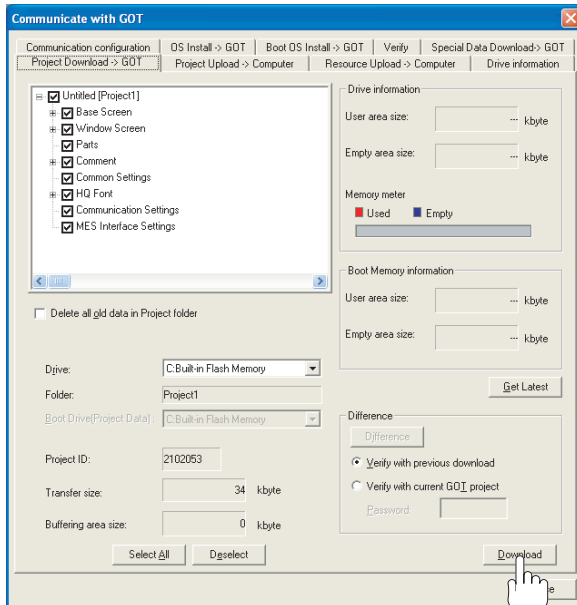 Communicate with GOT
Communication configuration OS Install -> GOT Boot OS Install -> GOT Verify Special Data Download-> GOT
Project Download -> GOT Project Upload -> Computer Resource Upload -> Computer Drive information
Untitled [Project1]
Base Screen
Window Screen
Parts
Comment
Common Settings
HQ Font
Communication Settings
MES Interface Settings
Delete all old data in Project folder
Drive: C:Built-in Flash Memory
Folder: Project1
Boot Drive[Project Data] : C:Built-in Flash Memory
Project ID: 2102053
Transfer size: 34 kbyte
Buffering area size: 0 kbyte
Select All Deselect
Drive information
User area size: --- kbyte
Empty area size: --- kbyte
Memory meter
Used Empty
Boot Memory information
User area size: --- kbyte
Empty area size: --- kbyte
Get Latest
Difference
Difference
Verify with previous download
Verify with current GOT project
Password:
Download